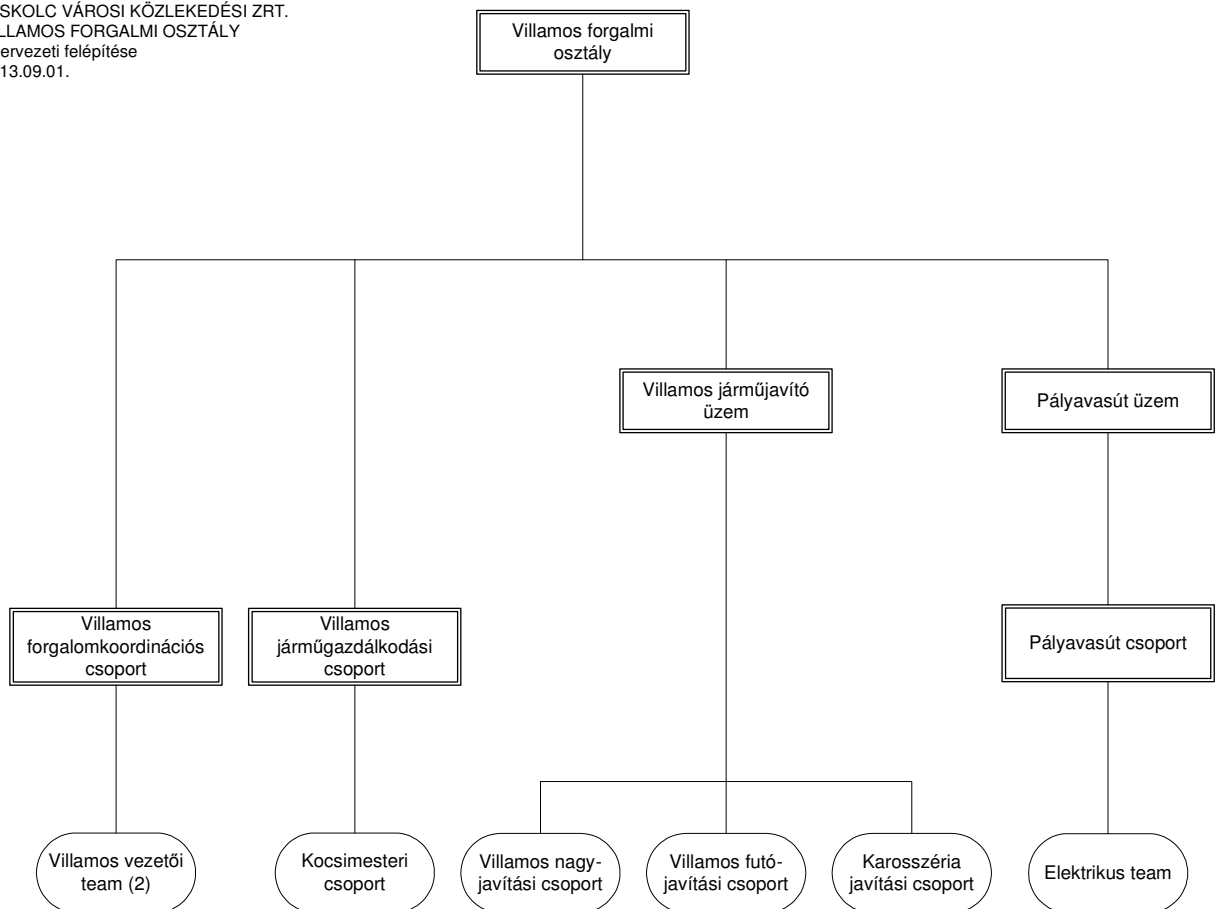 SKOLC VÁROSI KÖZLEKEDÉSI ZRT.
LLAMOS FORGALMI OSZTÁLY
ervezeti felépítése
13.09.01.
Villamos forgalmi
osztály
Villamos járműjavító
üzem
Pályavasút üzem
Villamos
forgalomkoordinációs
csoport
Villamos
járműgazdálkodási
csoport
Pályavasút csoport
Villamos vezetői
team (2)
Kocsimesteri
csoport
Villamos nagy-
javítási csoport
Villamos futó-
javítási csoport
Karosszéria
javítási csoport
Elektrikus team